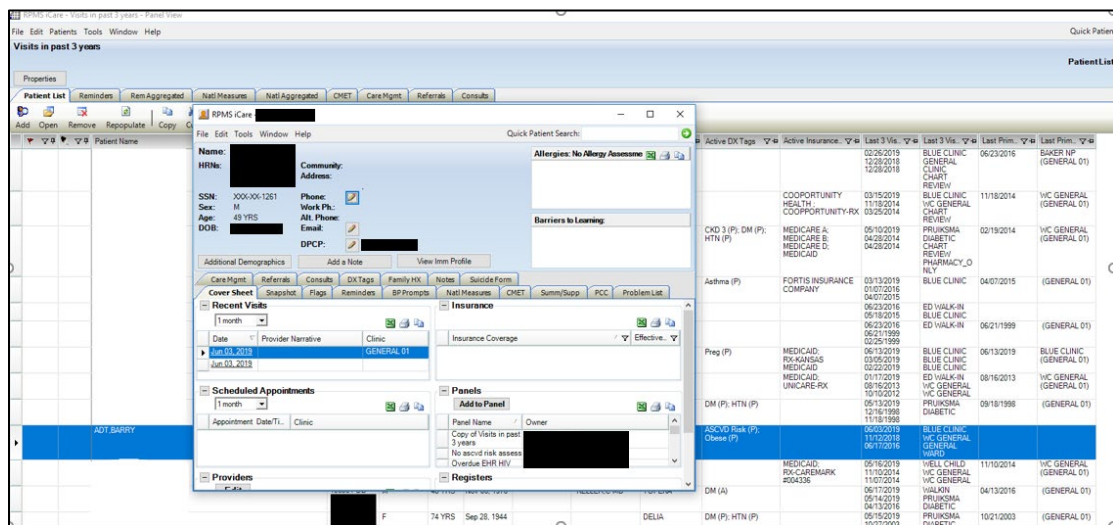 RPMS iCare - Visits in past 3 years - Panel View
File Edit Patients Tools Window Help
Quick Patien
Visits in past 3 years
Patient List
Properties
Patient List Reminders Rem Aggregated Natl Measures Natl Aggregated CMET Care Mgmt Referrals Consults
Add Open Remove Repopulate Copy
Patient Name
Active DX Tags Active Insurance.. Last 3 Vis.. Last 3 Vis.. Last Prim.. Last Prim..
RPMS iCare -
File Edit Tools Window Help
Quick Patient Search:
Name:
HRNs:
Community:
Address:
SSN: XXX-XX-1261
Sex: M
Age: 49 YRS
DOB:
Phone:
Work Ph.:
Alt. Phone:
Email:
DPCP:
Allergies: No Allergy Assessme
Barriers to Learning:
Additional Demographics Add a Note View Imm Profile
Care Mgmt Referrals Consults DX Tags Family HX Notes Suicide Form
Cover Sheet Snapshot Flags Reminders BP Prompts Natl Measures CMET Summ/Supp PCC Problem List
Recent Visits
1 month
Date Provider Narrative Clinic
Jun 03, 2019 GENERAL 01
Jun 03, 2019
Insurance
Insurance Coverage Effective..
Scheduled Appointments
1 month
Appointment Date/Ti.. Clinic
Panels
Add to Panel
Panel Name Owner
Copy of Visits in past
3 years
No ascvd risk assess
Overdue EHR HIV
Providers
Edit
Registers
ADT,BARRY
02/26/2019 BLUE CLINIC 06/23/2016 BAKER NP
12/28/2018 GENERAL (GENERAL 01)
12/28/2018 CLINIC
CHART
REVIEW
COOPORTUNITY 03/15/2019 BLUE CLINIC 11/18/2014 WC GENERAL
HEALTH ; 11/18/2014 WC GENERAL (GENERAL 01)
COOPPORTUNITY-RX 03/25/2014 CHART
REVIEW
CKD 3 (P); DM (P); MEDICARE A; 05/10/2019 PRUIKSMA 02/19/2014 WC GENERAL
HTN (P) MEDICARE B; 04/28/2014 DIABETIC (GENERAL 01)
MEDICARE D; 04/28/2014 CHART
MEDICAID REVIEW
PHARMACY_O
NLY
Asthma (P) FORTIS INSURANCE 03/13/2019 BLUE CLINIC 04/07/2015 (GENERAL 01)
COMPANY 01/07/2016
04/07/2015
06/23/2016 ED WALK-IN
05/18/2015 BLUE CLINIC
06/23/2016 ED WALK-IN 06/21/1999 (GENERAL 01)
06/21/1999
02/25/1999
Preg (P) MEDICAID; 06/13/2019 BLUE CLINIC 06/13/2019 BLUE CLINIC
RX-KANSAS 03/05/2019 BLUE CLINIC (GENERAL 01)
MEDICAID 02/22/2019 BLUE CLINIC
MEDICAID; 01/17/2019 ED WALK-IN 08/16/2013 WC GENERAL
UNICARE-RX 08/16/2013 WC GENERAL (GENERAL 01)
10/10/2012 WC GENERAL
DM (P); HTN (P) 05/13/2019 PRUIKSMA 09/18/1998 (GENERAL 01)
12/16/1998 DIABETIC
11/18/1998
ASCVD Risk (P); 06/03/2019 BLUE CLINIC
Obese (P) 11/12/2018 WC GENERAL
06/17/2016 GENERAL
WARD
MEDICAID; 05/16/2019 WELL CHILD 11/10/2014 WC GENERAL
RX-CAREMARK 11/10/2014 WC GENERAL (GENERAL 01)
#004336 11/07/2014 WC GENERAL
DM (A) 06/17/2019 WALKIN 04/13/2016 (GENERAL 01)
05/14/2019 PRUIKSMA
04/13/2016 DIABETIC
F 74 YRS Sep 28, 1944 DELIA DM (P); HTN (P) 05/15/2019 PRUIKSMA 10/21/2003 (GENERAL 01)